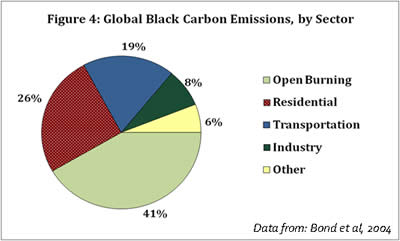 Figure 4: Global Black Carbon Emissions, by Sector
19%
8%
26%
6%
41%
Open Burning
Residential
Transportation
Industry
Other
Data from: Bond et al, 2004